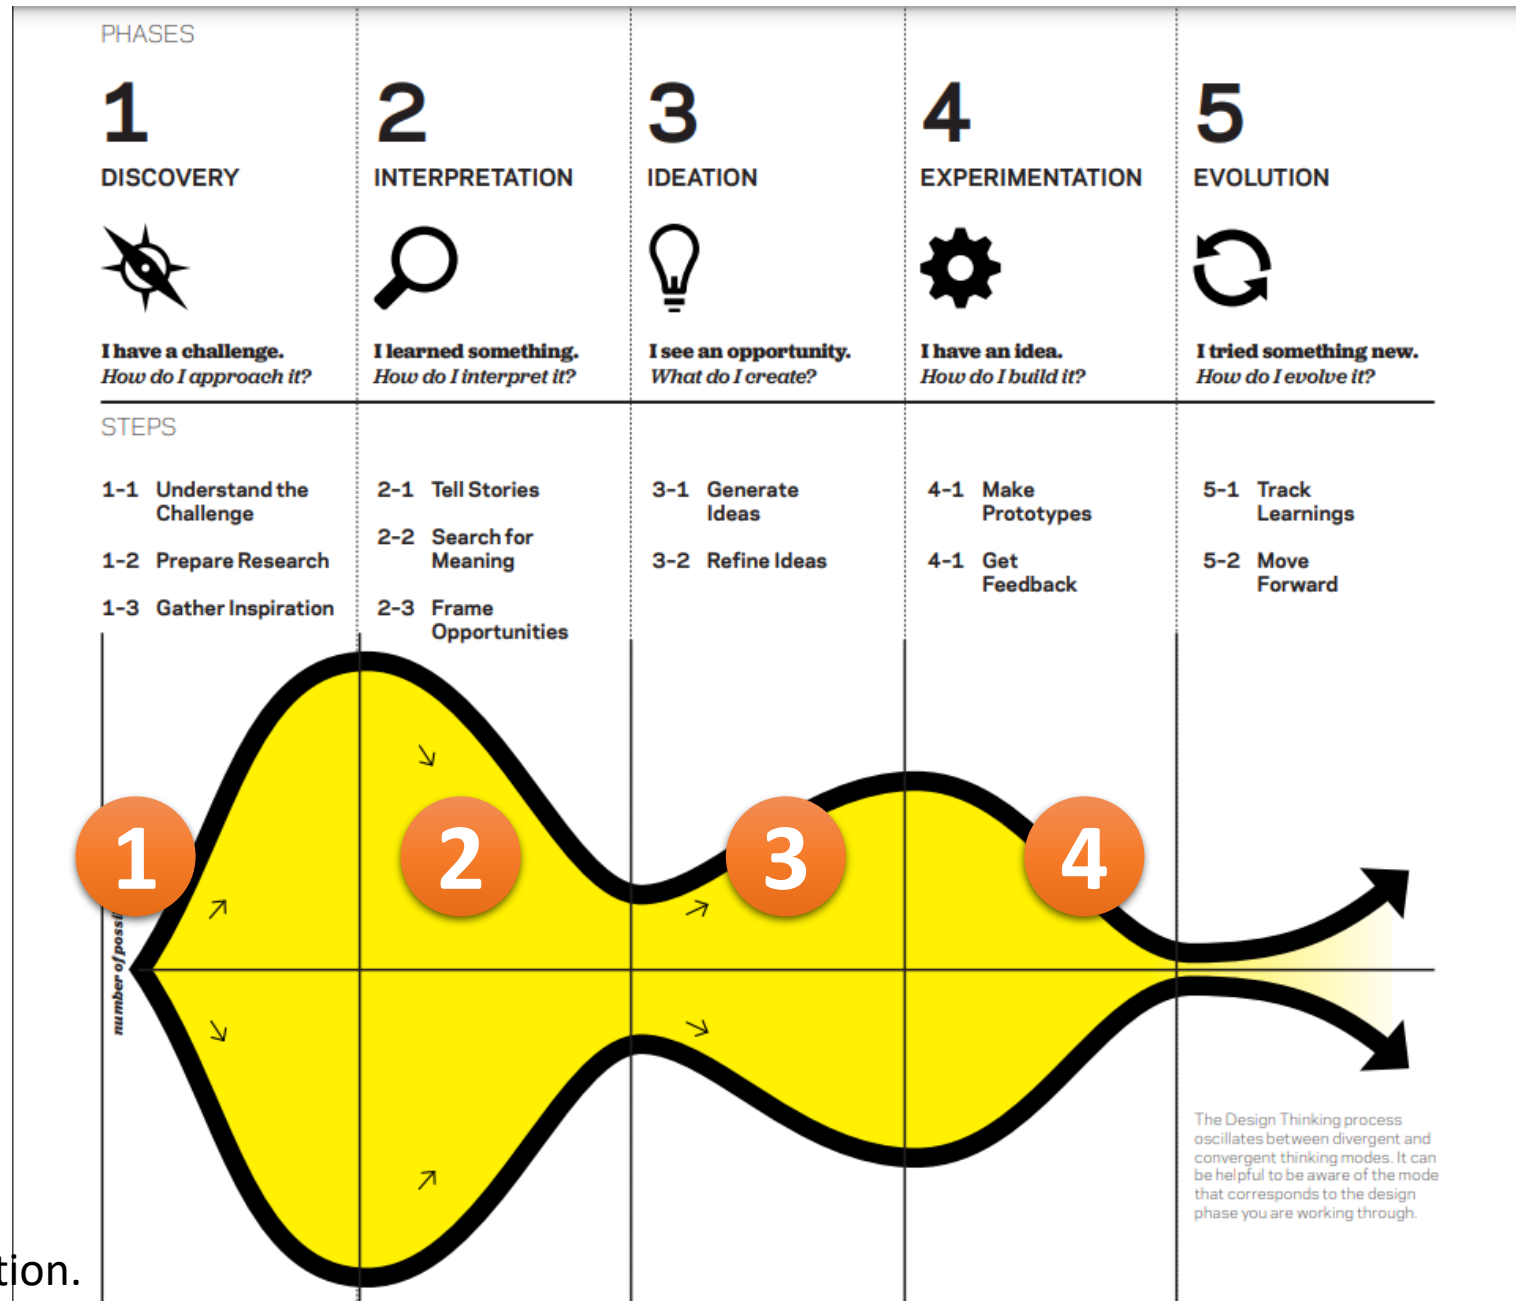 PHASES
1
DISCOVERY
I have a challenge.
How do I approach it?
2
INTERPRETATION
I learned something.
How do I interpret it?
3
IDEATION
I see an opportunity.
What do I create?
4
EXPERIMENTATION
I have an idea.
How do I build it?
5
EVOLUTION
I tried something new.
How do I evolve it?
STEPS
1-1 Understand the
Challenge
1-2 Prepare Research
1-3 Gather Inspiration
2-1 Tell Stories
2-2 Search for
Meaning
2-3 Frame
Opportunities
3-1 Generate
Ideas
3-2 Refine Ideas
4-1 Make
Prototypes
4-1 Get
Feedback
5-1 Track
Learnings
5-2 Move
Forward
1
2
3
4
number of
The Design Thinking process
oscillates between divergent and
convergent thinking modes. It can
be helpful to be aware of the mode
that corresponds to the design
phase you are working through.